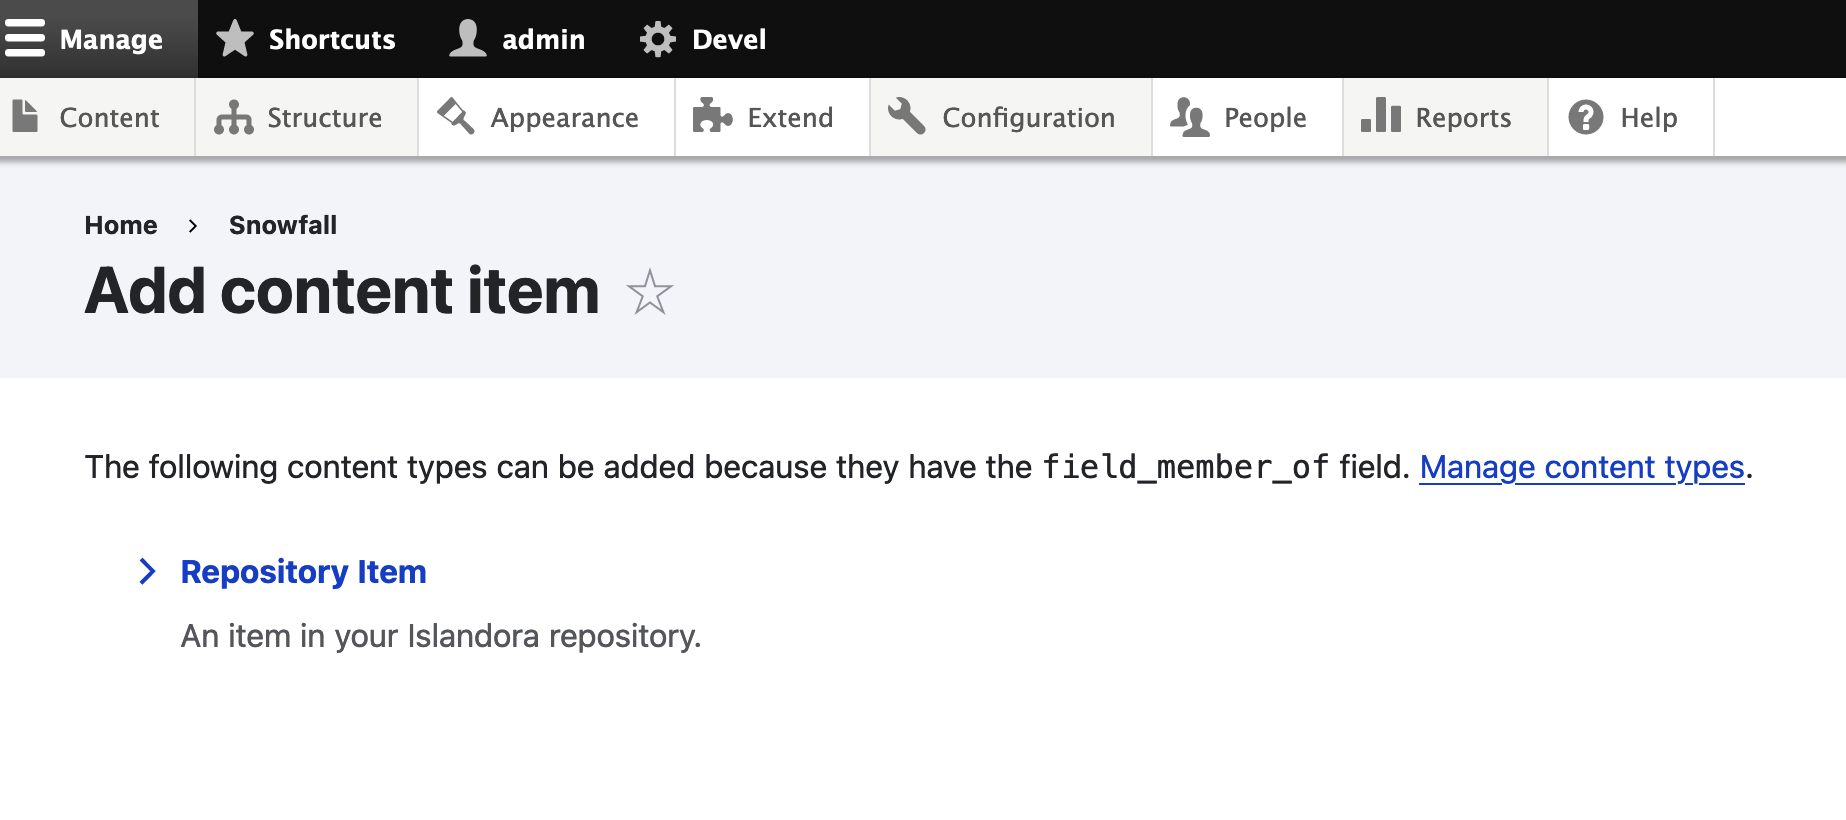 Manage Shortcuts admin Devel
Content Structure Appearance Extend Configuration People Reports Help
Home › Snowfall
Add content item
The following content types can be added because they have the field_member_of field. Manage content types.
Repository Item
An item in your Islandora repository.